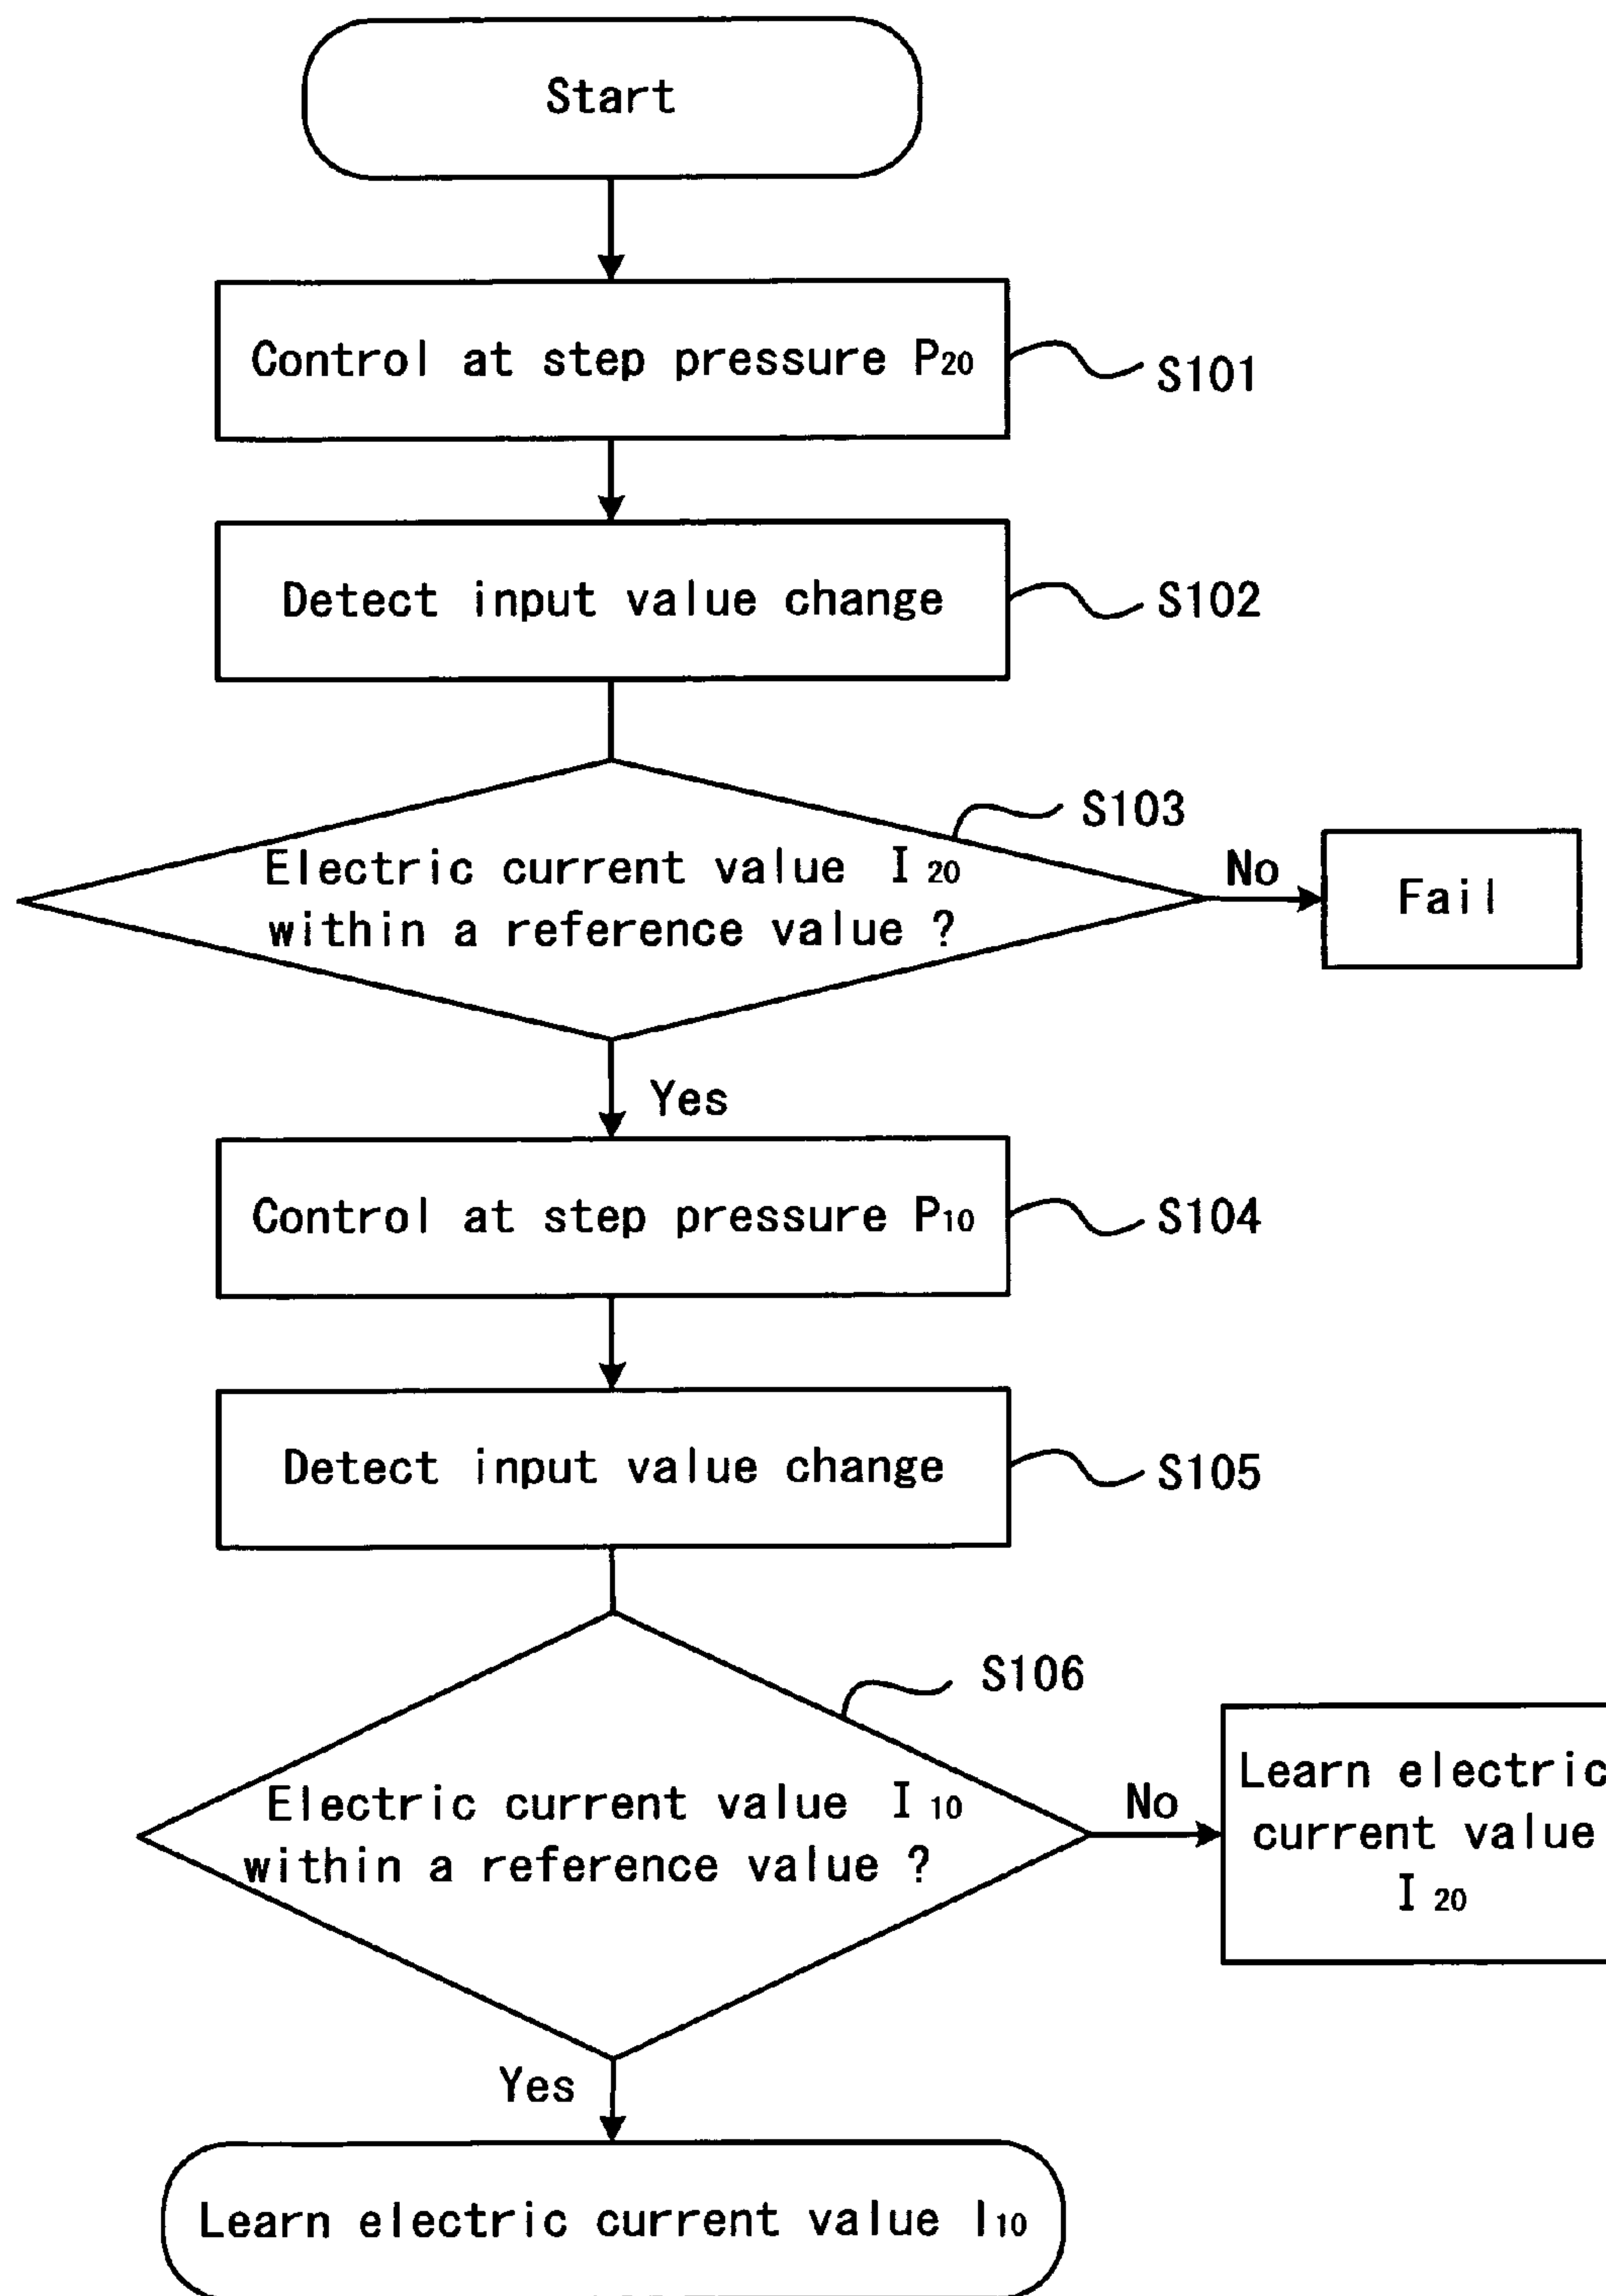 Start
Control at step pressure P20
S101
Detect input value change
S102
S103
Electric current value I 20
within a reference value ?
No
Fail
Yes
Control at step pressure P10
S104
Detect input value change
S105
S106
Electric current value I 10
within a reference value ?
No
Learn electric
current value
I 20
Yes
Learn electric current value I10